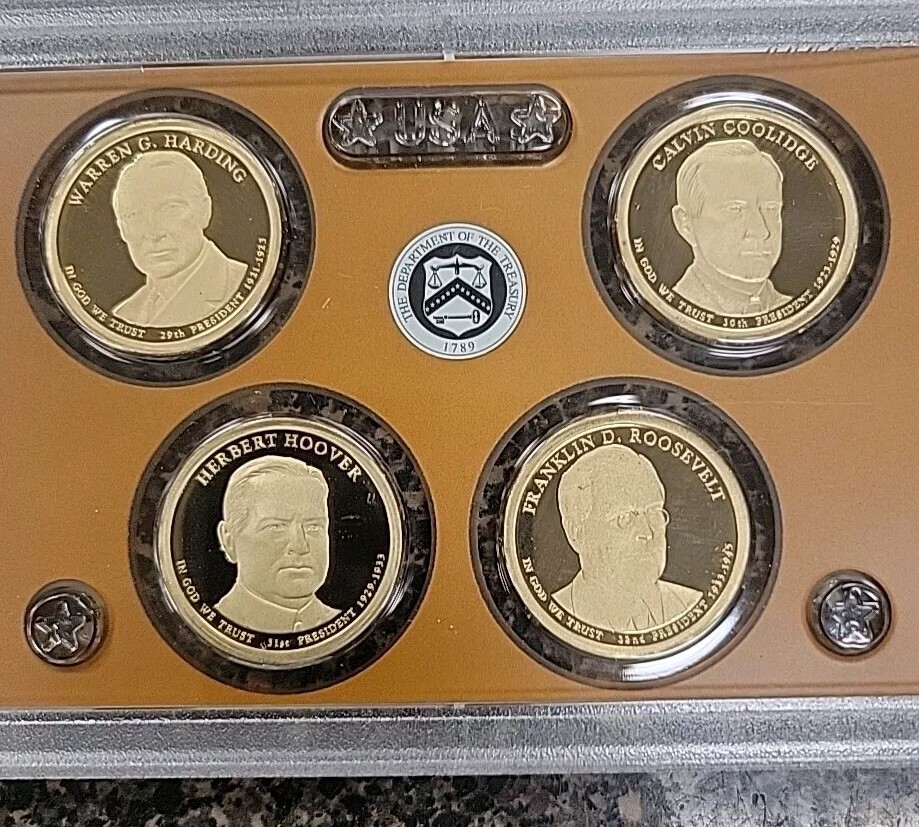 USA
WARREN G. HARDING
IN GOD WE TRUST 29th PRESIDENT 1921-1923
THE DEPARTMENT OF THE TREASURY
1789
CALVIN COOLIDGE
IN GOD WE TRUST 30th PRESIDENT 1923-1929
HERBERT HOOVER
IN GOD WE TRUST 31st PRESIDENT 1929-1933
FRANKLIN D. ROOSEVELT
IN GOD WE TRUST 32nd PRESIDENT 1933-1945